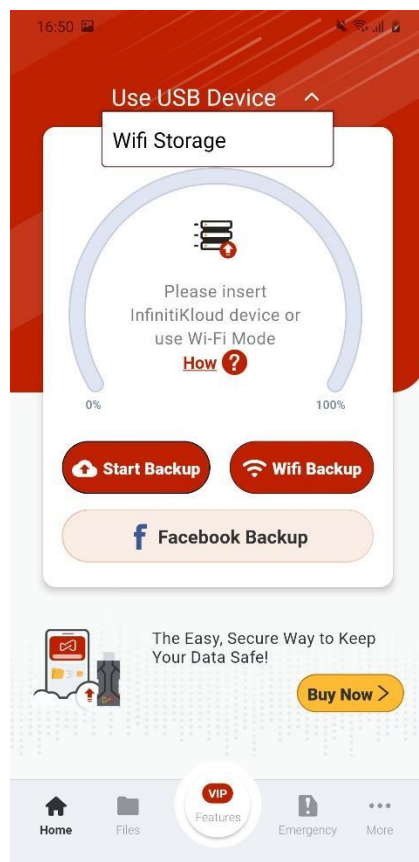 16:50
Use USB Device
Wifi Storage
Please insert
InfinitiKloud device or
use Wi-Fi Mode
How ?
0%
100%
Start Backup
Wifi Backup
f Facebook Backup
The Easy, Secure Way to Keep
Your Data Safe!
Buy Now >
VIP
Home
Files
Features
Emergency
More